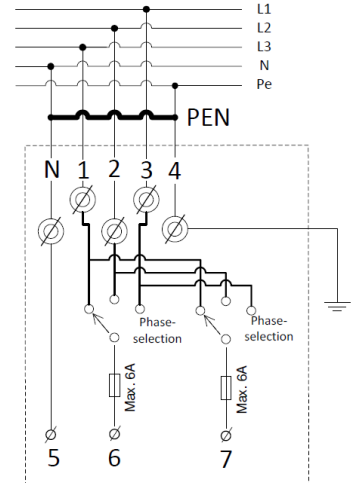 L1
L2
L3
N
Pe
PEN
N 1 2 3 4
Phase-
selection
Phase-
selection
Max. 6A
Max. 6A
5 6 7